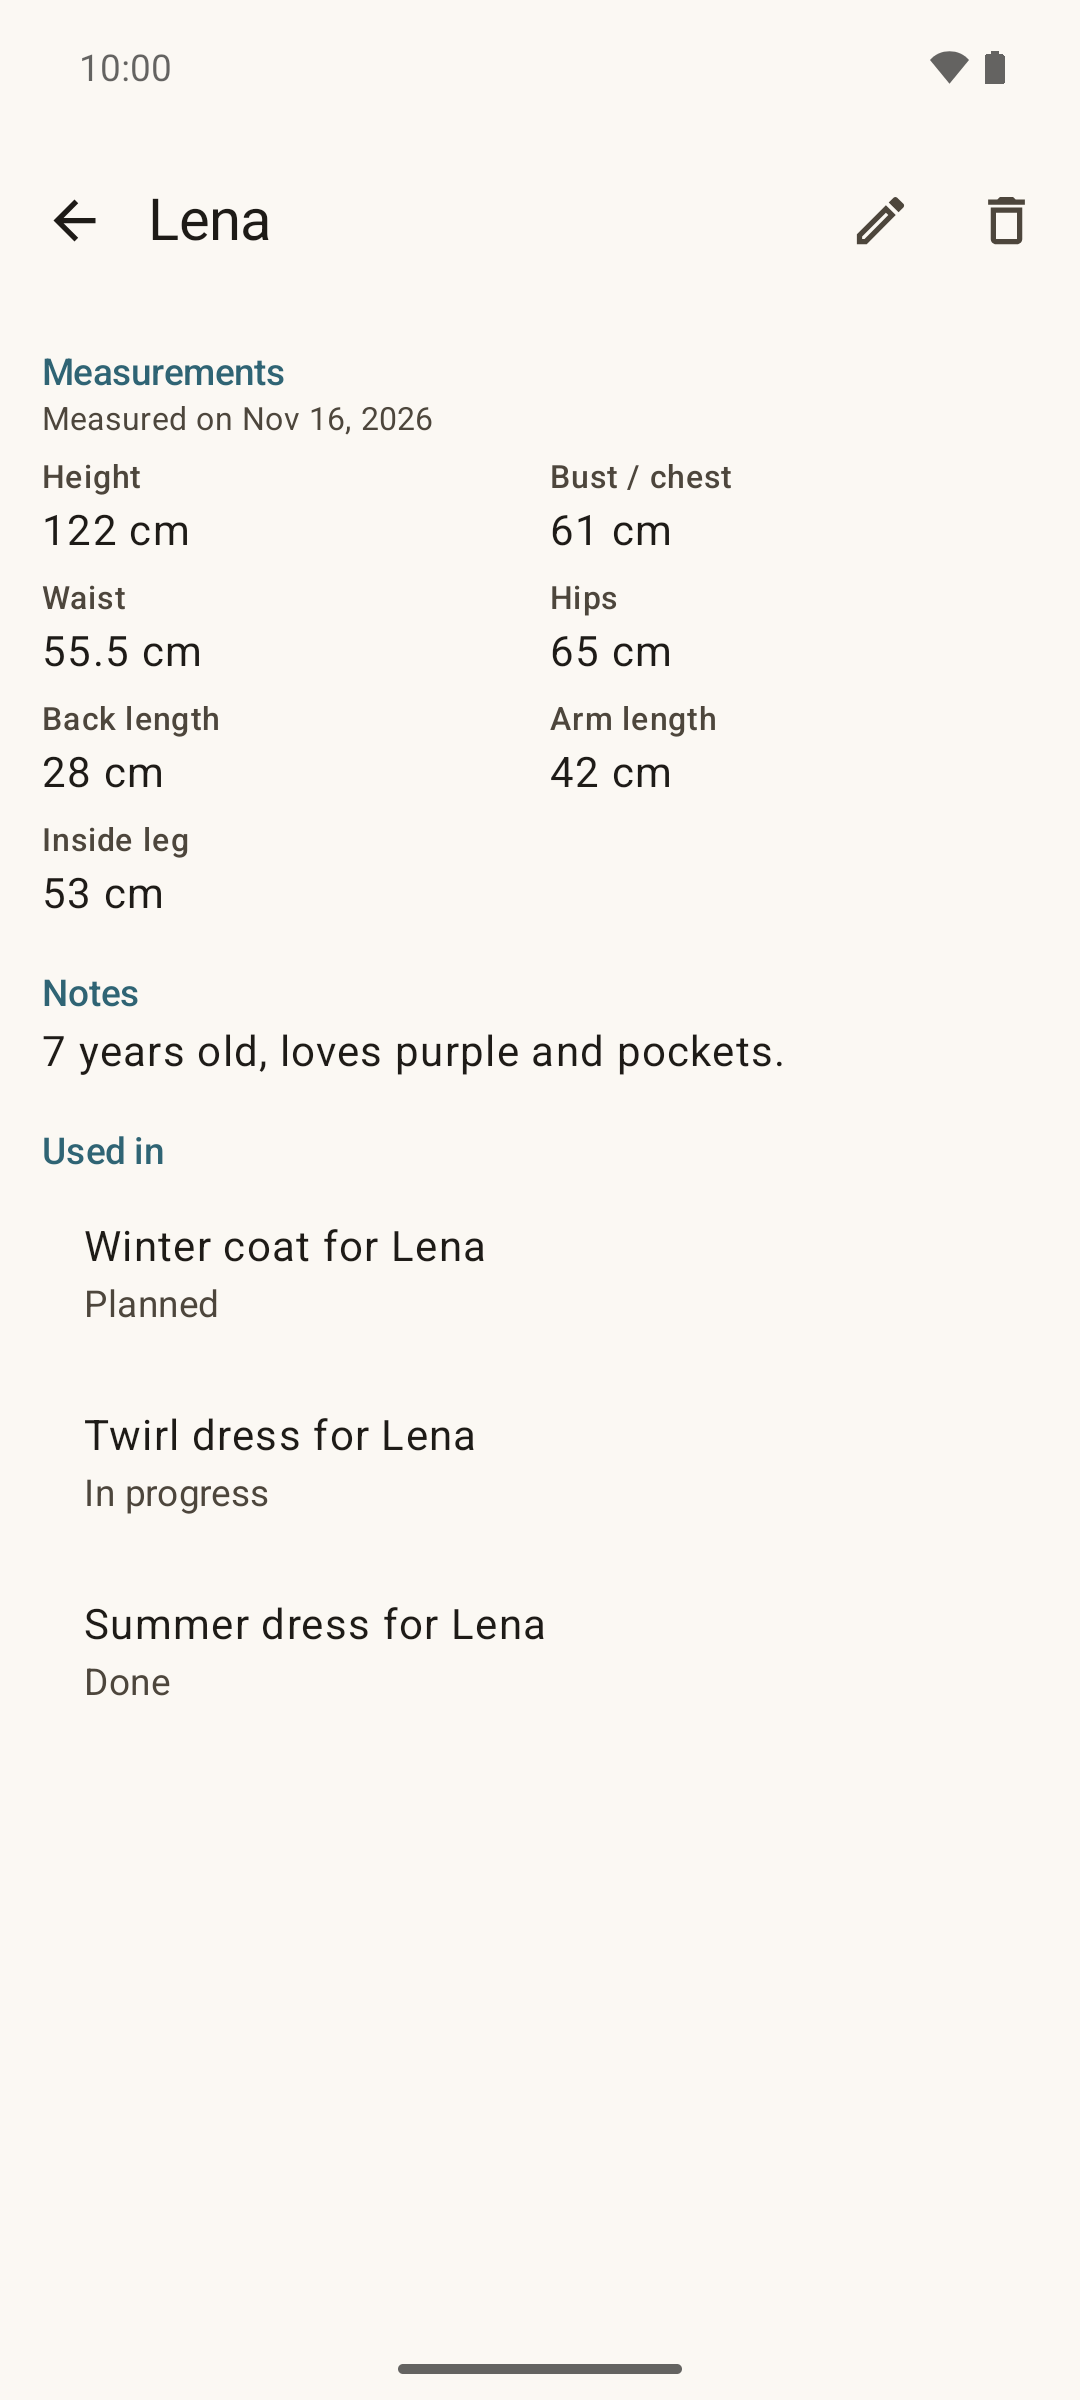 10:00
Lena
Measurements
Measured on Nov 16, 2026
Height
122 cm
Bust / chest
61 cm
Waist
55.5 cm
Hips
65 cm
Back length
28 cm
Arm length
42 cm
Inside leg
53 cm
Notes
7 years old, loves purple and pockets.
Used in
Winter coat for Lena
Planned
Twirl dress for Lena
In progress
Summer dress for Lena
Done